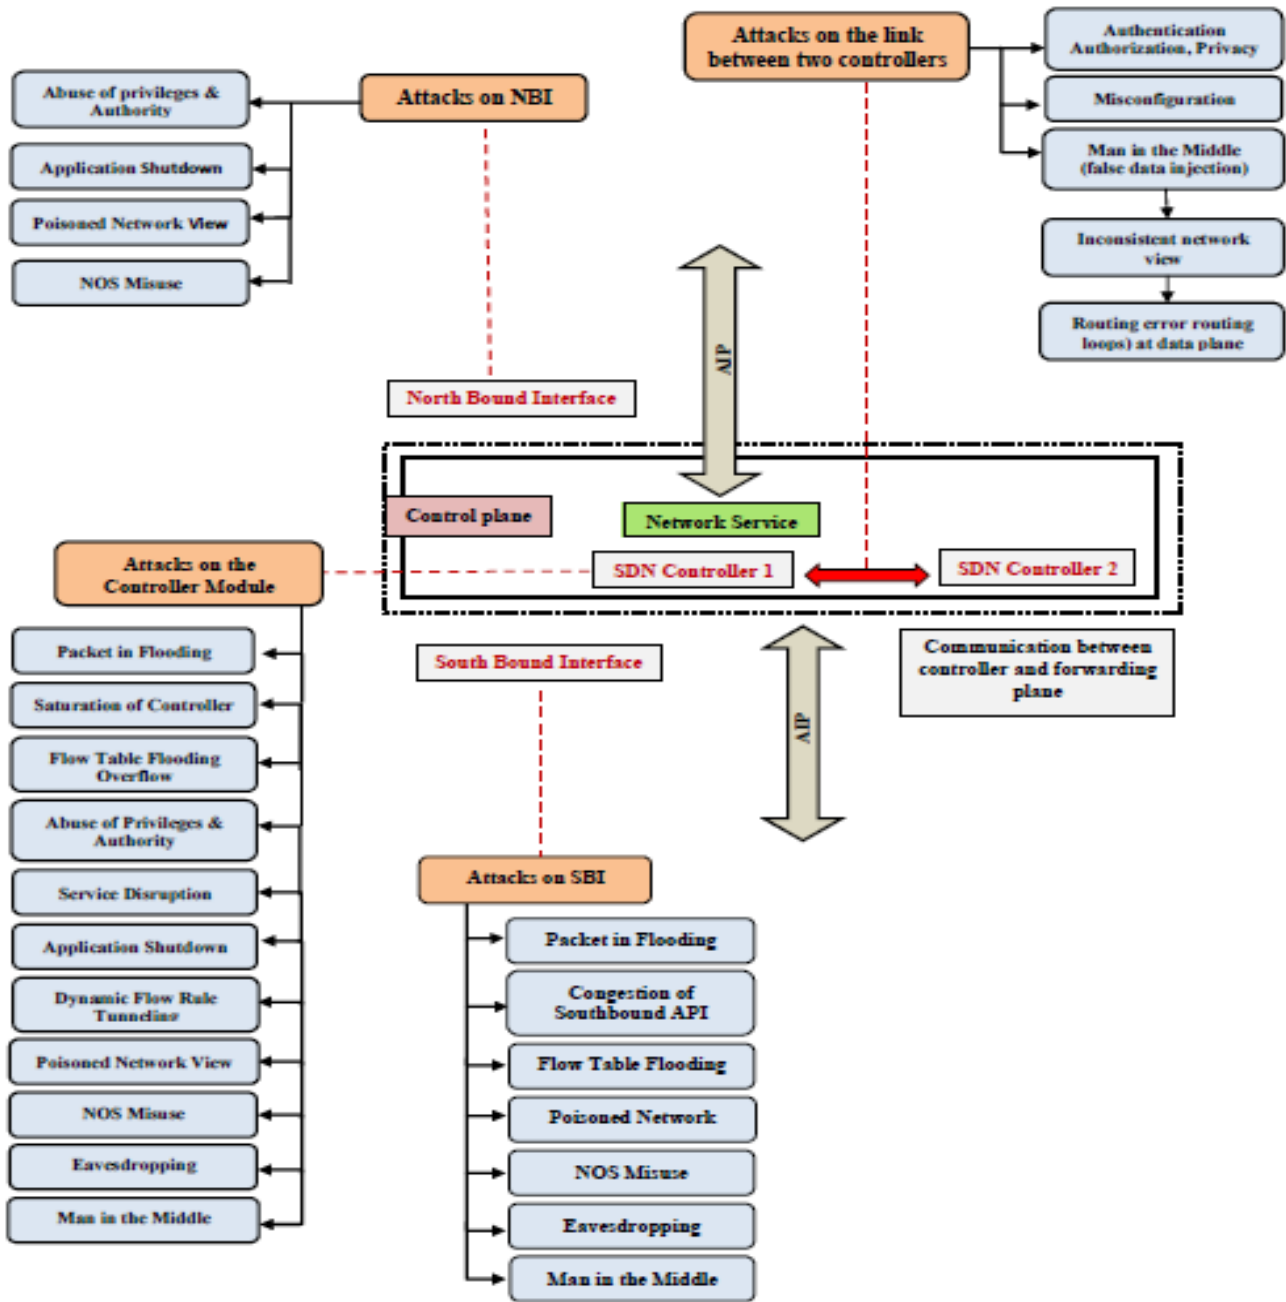 Attacks on the link
between two controllers
Authentication
Authorization, Privacy
Misconfiguration
Man in the Middle
(false data injection)
Inconsistent network
view
Routing error routing
loops) at data plane
Attacks on NBI
Abuse of privileges &
Authority
Application Shutdown
Poisoned Network View
NOS Misuse
AIP
North Bound Interface
Control plane
Network Service
SDN Controller 1
SDN Controller 2
Attacks on the
Controller Module
Packet in Flooding
Saturation of Controller
Flow Table Flooding
Overflow
Abuse of Privileges &
Authority
Service Disruption
Application Shutdown
Dynamic Flow Rule
Tunneling
Poisoned Network View
NOS Misuse
Eavesdropping
Man in the Middle
South Bound Interface
AIP
Communication between
controller and forwarding
plane
Attacks on SBI
Packet in Flooding
Congestion of
Southbound API
Flow Table Flooding
Poisoned Network
NOS Misuse
Eavesdropping
Man in the Middle